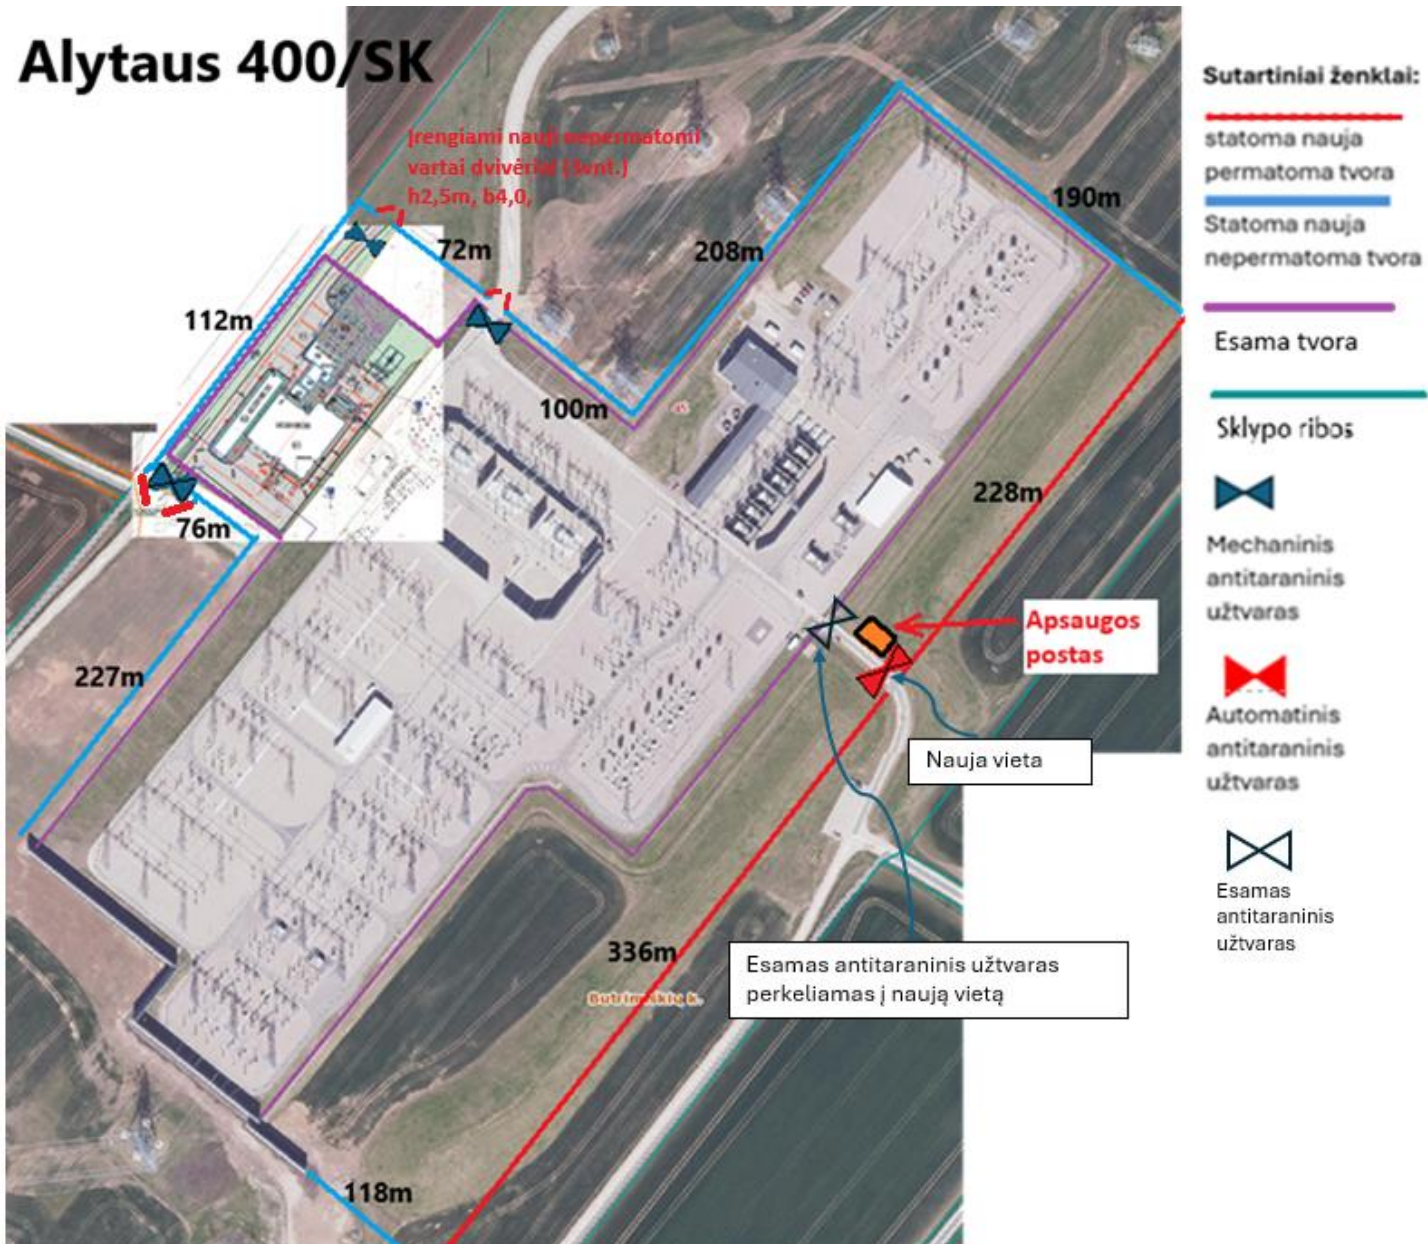 Alytaus 400/SK
Įrengiami nauji nepermatomi
vartai dvivėriai (3vnt.)
h2,5m, b4,0,
72m
208m
190m
112m
100m
76m
228m
227m
336m
118m
Apsaugos
postas
Nauja vieta
Esamas antitaraninis užtvaras
perkeliamas į naują vietą
Butrimiškių k.
Sutartiniai ženklai:
statoma nauja
permatoma tvora
Statoma nauja
nepermatoma tvora
Esama tvora
Sklypo ribos
Mechaninis
antitaraninis
užtvaras
Automatinis
antitaraninis
užtvaras
Esamas
antitaraninis
užtvaras